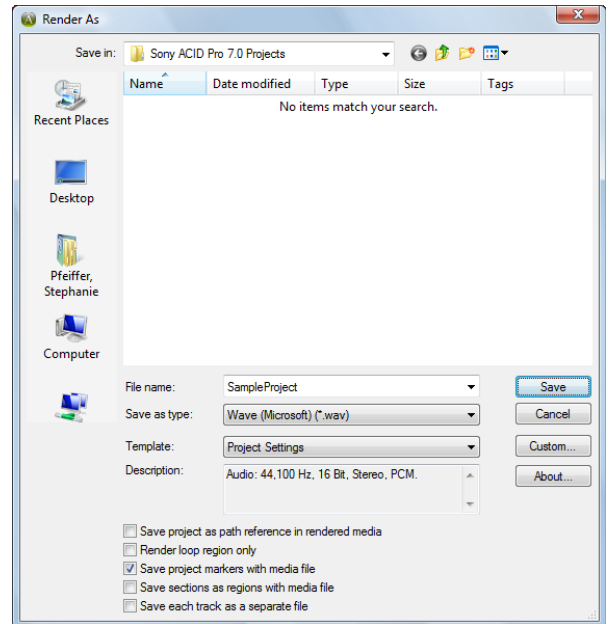 Render As
Save in:
Sony ACID Pro 7.0 Projects
Name Date modified Type Size Tags
No items match your search.
Recent Places
Desktop
Pfeiffer,
Stephanie
Computer
File name: SampleProject Save
Save as type: Wave (Microsoft) (*.wav) Cancel
Template: Project Settings Custom...
Description: Audio: 44,100 Hz, 16 Bit, Stereo, PCM. About...
Save project as path reference in rendered media
Render loop region only
Save project markers with media file
Save sections as regions with media file
Save each track as a separate file